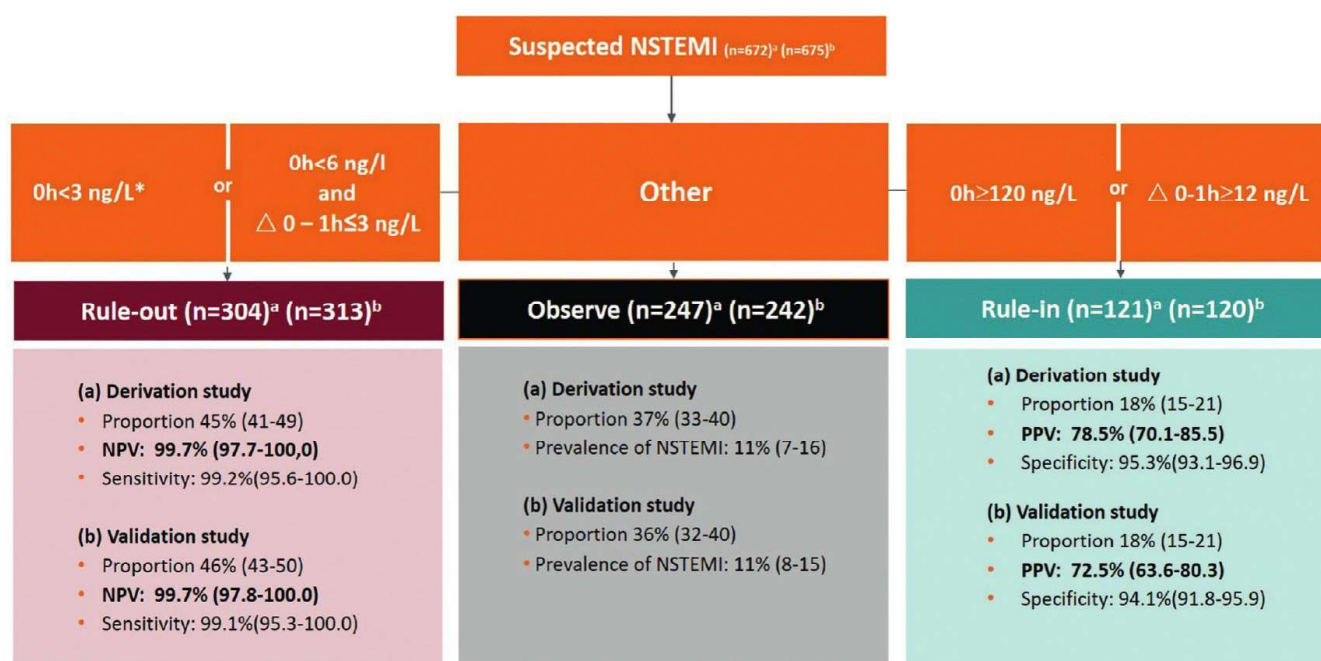 Suspected NSTEMI (n=672)ᵃ (n=675)ᵇ
0h<3 ng/L*
or
0h<6 ng/l
and
△ 0 – 1h≤3 ng/L
Other
0h≥120 ng/L
or
△ 0-1h≥12 ng/L
Rule-out (n=304)ᵃ (n=313)ᵇ
Observe (n=247)ᵃ (n=242)ᵇ
Rule-in (n=121)ᵃ (n=120)ᵇ
(a) Derivation study
• Proportion 45% (41-49)
• NPV: 99.7% (97.7-100,0)
• Sensitivity: 99.2%(95.6-100.0)
(b) Validation study
• Proportion 46% (43-50)
• NPV: 99.7% (97.8-100.0)
• Sensitivity: 99.1%(95.3-100.0)
(a) Derivation study
• Proportion 37% (33-40)
• Prevalence of NSTEMI: 11% (7-16)
(b) Validation study
• Proportion 36% (32-40)
• Prevalence of NSTEMI: 11% (8-15)
(a) Derivation study
• Proportion 18% (15-21)
• PPV: 78.5% (70.1-85.5)
• Specificity: 95.3%(93.1-96.9)
(b) Validation study
• Proportion 18% (15-21)
• PPV: 72.5% (63.6-80.3)
• Specificity: 94.1%(91.8-95.9)